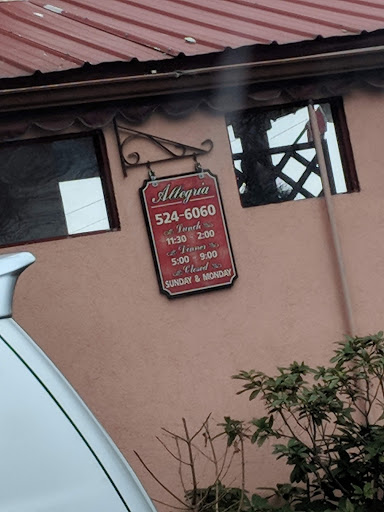 Allegria
524-6060
Lunch
11:30 - 2:00
Dinner
5:00 - 9:00
Closed
SUNDAY & MONDAY